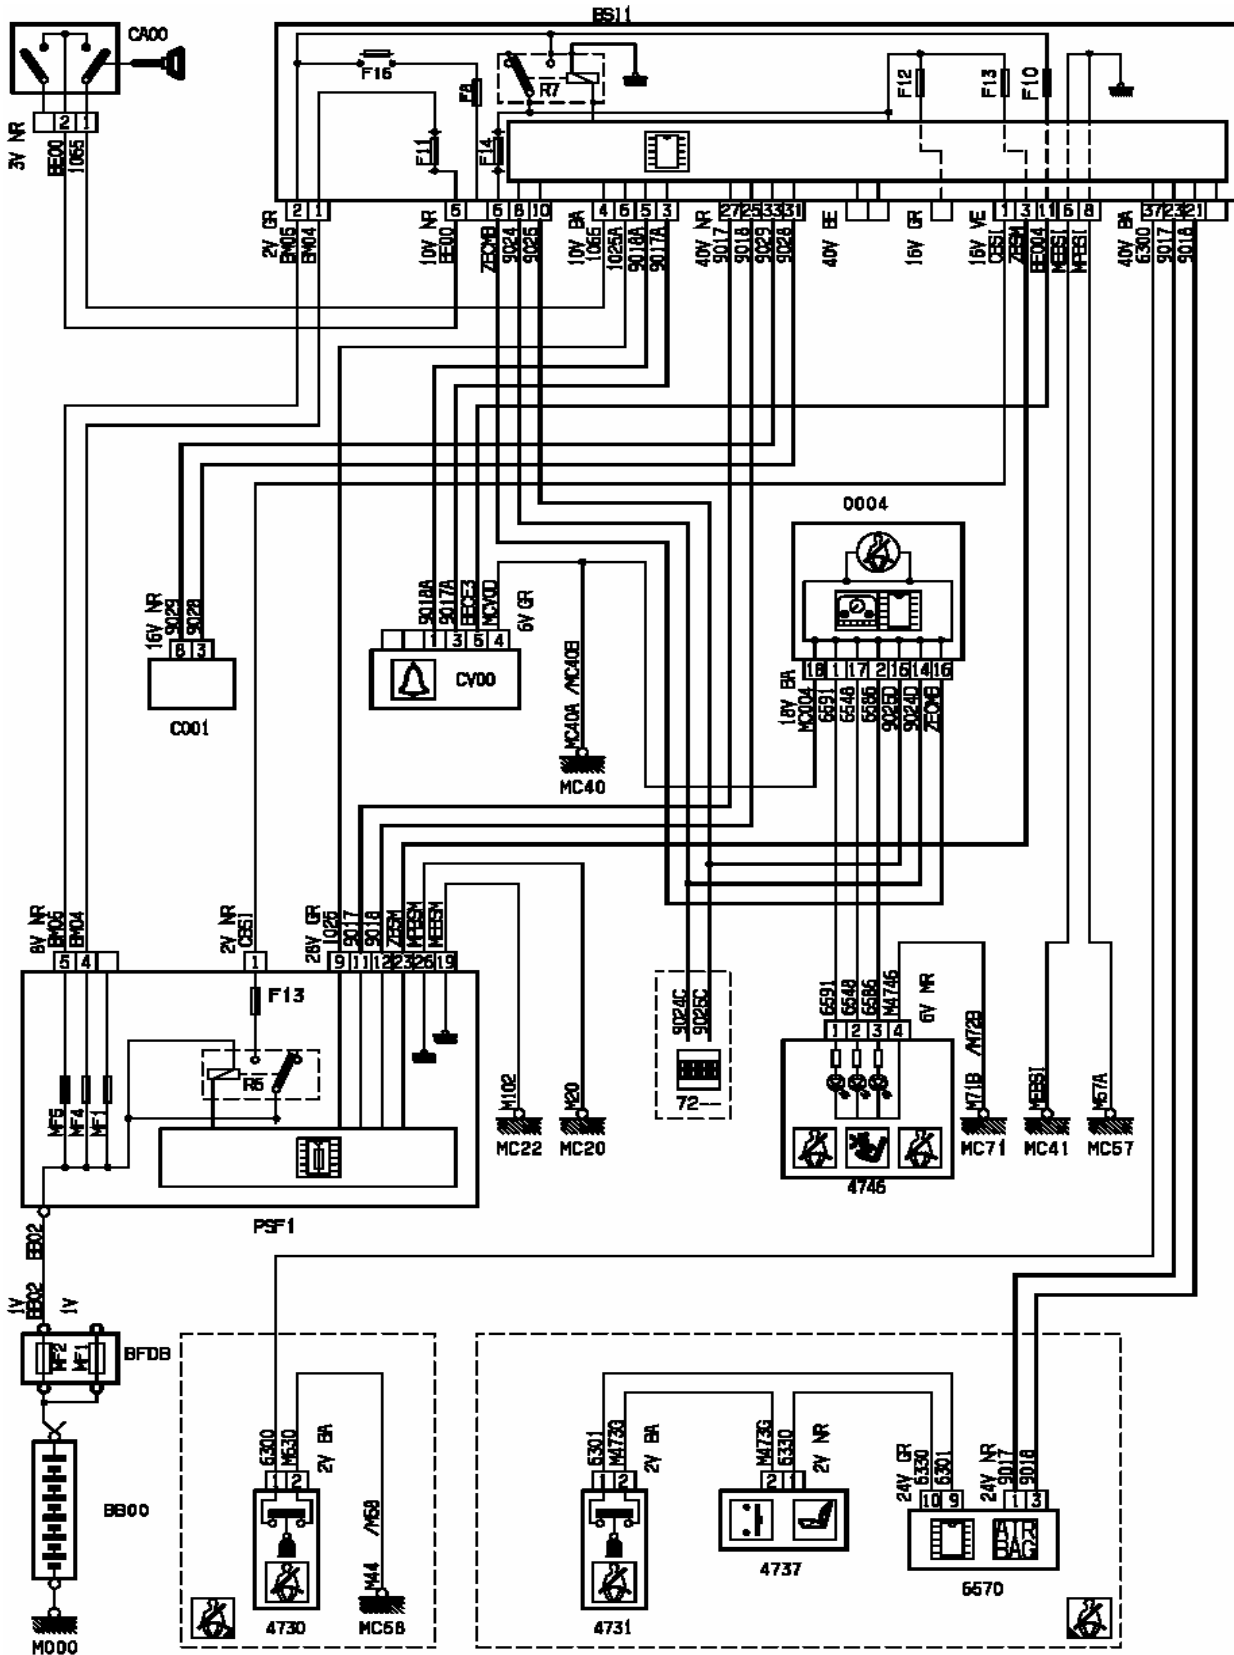 BSI1
CA00
F16
F8
R7
F12
F13
F10
F11
F14
3V NR
2 1
BE00
1065
2 1
5
6 8 10
4 6 5 3
27 25 33 31
1 3 11 6 8
37 23 21
2V GR
BM05
BM04
10V NR
BE00
ZECMB
9024
9025
10V BA
1065
1025A
9018A
9017A
40V NR
9017
9018
9029
9028
40V BE
16V GR
16V VE
CBSI
ZBSM
BE004
MEBSI
MPBSI
40V BA
6300
9017
9018
0004
16V NR
9029
9028
8 3
C001
9018A
9017A
BECE3
MCV00
6V GR
1 3 5 4
CV00
MC40A /MC40B
MC40
18 1 17 2 15 14 16
18V BA
MC004
6591
6548
6586
9025D
9024D
ZECMB
8V NR
BM05
BM04
2V NR
CBSI
28V GR
1025
9017
9018
ZBSM
MPBSM
MEBSM
5 4
1
9 11 12 23 26 19
F13
R6
MF5
MF4
MF1
PSF1
M102
MC22
M20
MC20
9024C
9025C
72--
6591
6548
6586
M4746
6V MR
1 2 3 4
4746
M71B /M72B
MC71
MEBSI
MC41
M57A
MC57
BB02
1V
BB02
1V
MF2
MF1
BFDB
BB00
M000
6300
M630
2V BA
1 2
4730
M44 /M58
MC58
6301
M473G
2V BA
1 2
4731
M473G
6330
2V NR
2 1
4737
24V GR
6330
6301
24V NR
9017
9018
10 9
1 3
AIR
BAG
6570